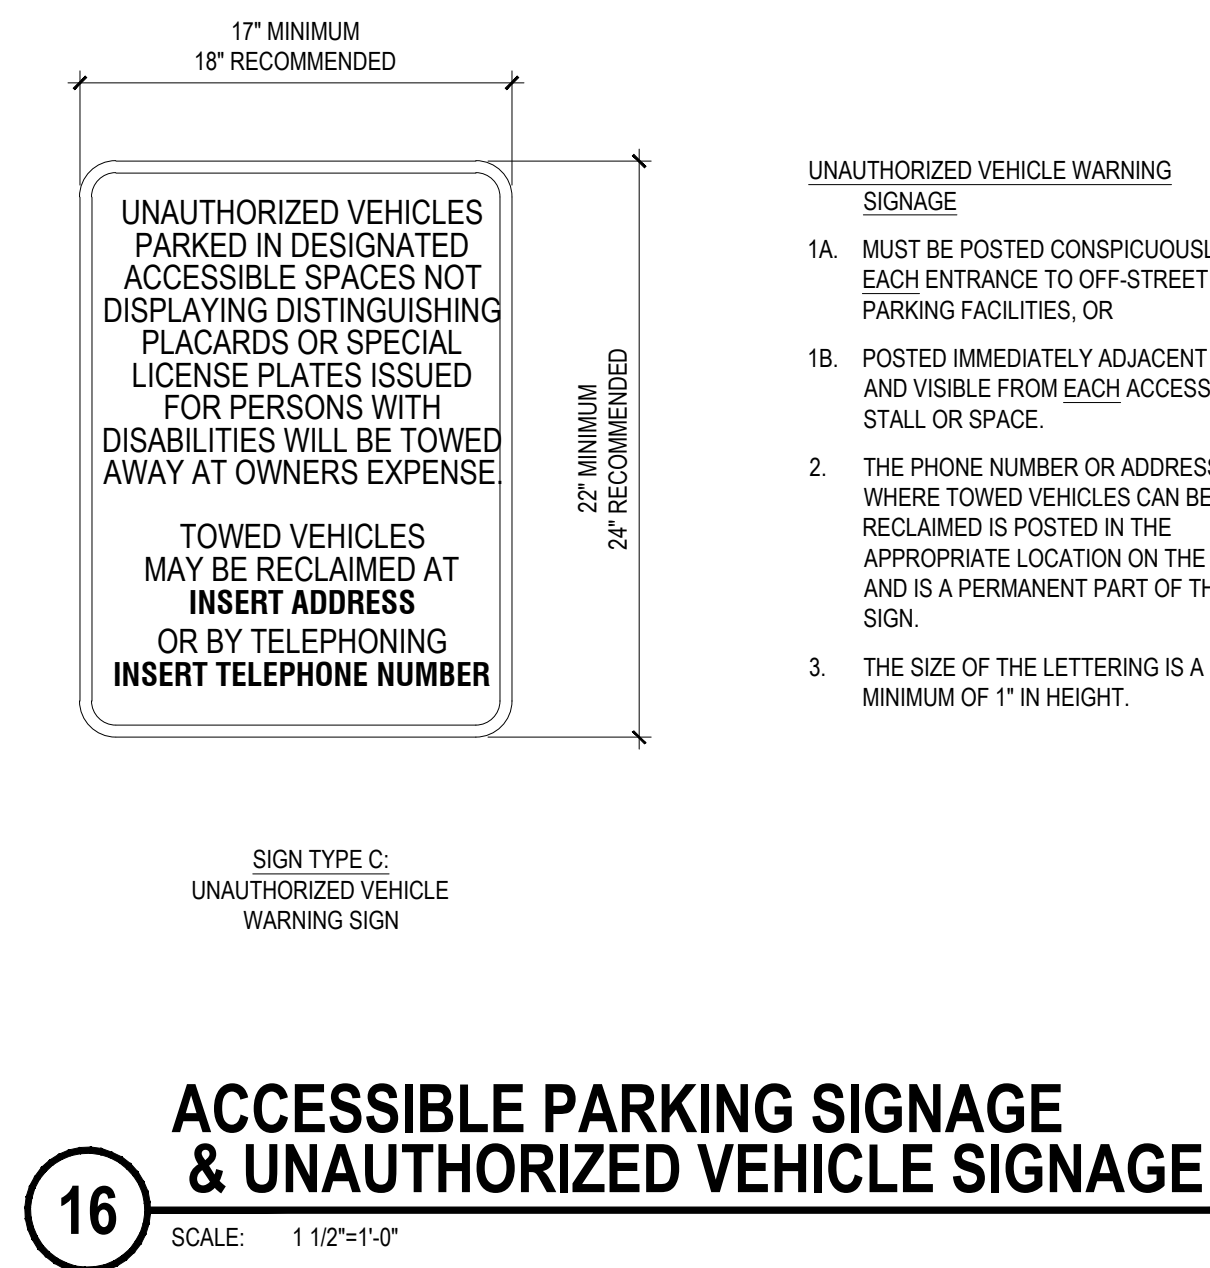 17" MINIMUM
18" RECOMMENDED
UNAUTHORIZED VEHICLES
PARKED IN DESIGNATED
ACCESSIBLE SPACES NOT
DISPLAYING DISTINGUISHING
PLACARDS OR SPECIAL
LICENSE PLATES ISSUED
FOR PERSONS WITH
DISABILITIES WILL BE TOWED
AWAY AT OWNERS EXPENSE.
TOWED VEHICLES
MAY BE RECLAIMED AT
INSERT ADDRESS
OR BY TELEPHONING
INSERT TELEPHONE NUMBER
22" MINIMUM
24" RECOMMENDED
SIGN TYPE C:
UNAUTHORIZED VEHICLE
WARNING SIGN
UNAUTHORIZED VEHICLE WARNING
SIGNAGE
1A. MUST BE POSTED
EACH ENTRANCE TO OFF-STREET
PARKING FACILITIES, OR
1B. POSTED IMMEDIATELY ADJACENT
AND VISIBLE FROM EACH
STALL OR SPACE.
2. THE PHONE NUMBER OR
WHERE TOWED VEHICLES CAN BE
RECLAIMED IS POSTED IN THE
APPROPRIATE LOCATION ON THE
AND IS A PERMANENT PART OF
SIGN.
3. THE SIZE OF THE LETTERING IS A
MINIMUM OF 1" IN HEIGHT.
16
ACCESSIBLE PARKING SIGNAGE
& UNAUTHORIZED VEHICLE SIGNAGE
SCALE: 1 1/2"=1'-0"